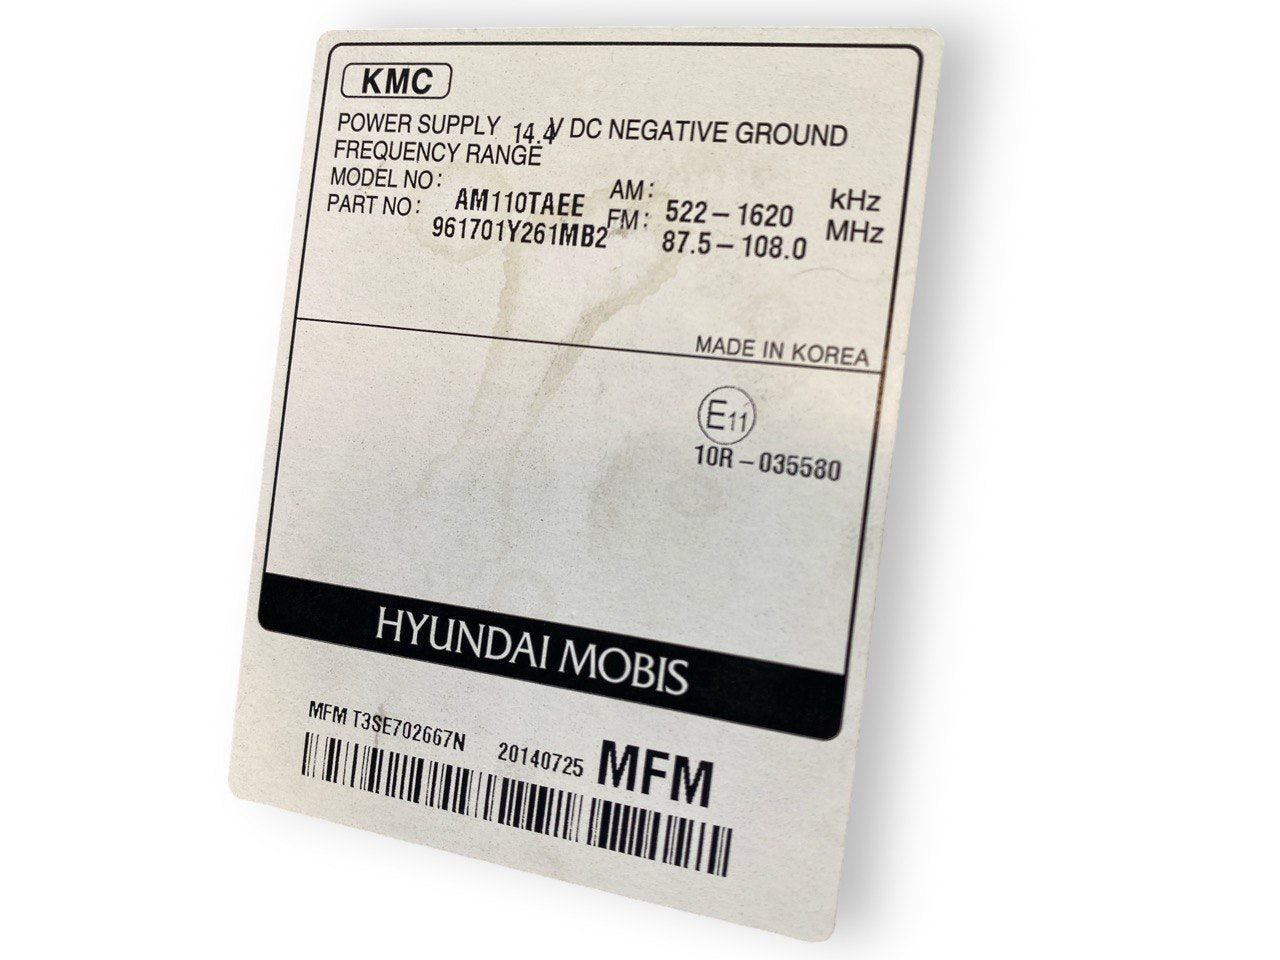 KMC
POWER SUPPLY 14.4V DC NEGATIVE GROUND
FREQUENCY RANGE
MODEL NO: AM110TAEE AM: 522-1620 kHz
PART NO: 961701Y261MB2 FM: 87.5-108.0 MHz
MADE IN KOREA
E11
10R-035580
HYUNDAI MOBIS
MFM T3SE702667N 20140725 MFM